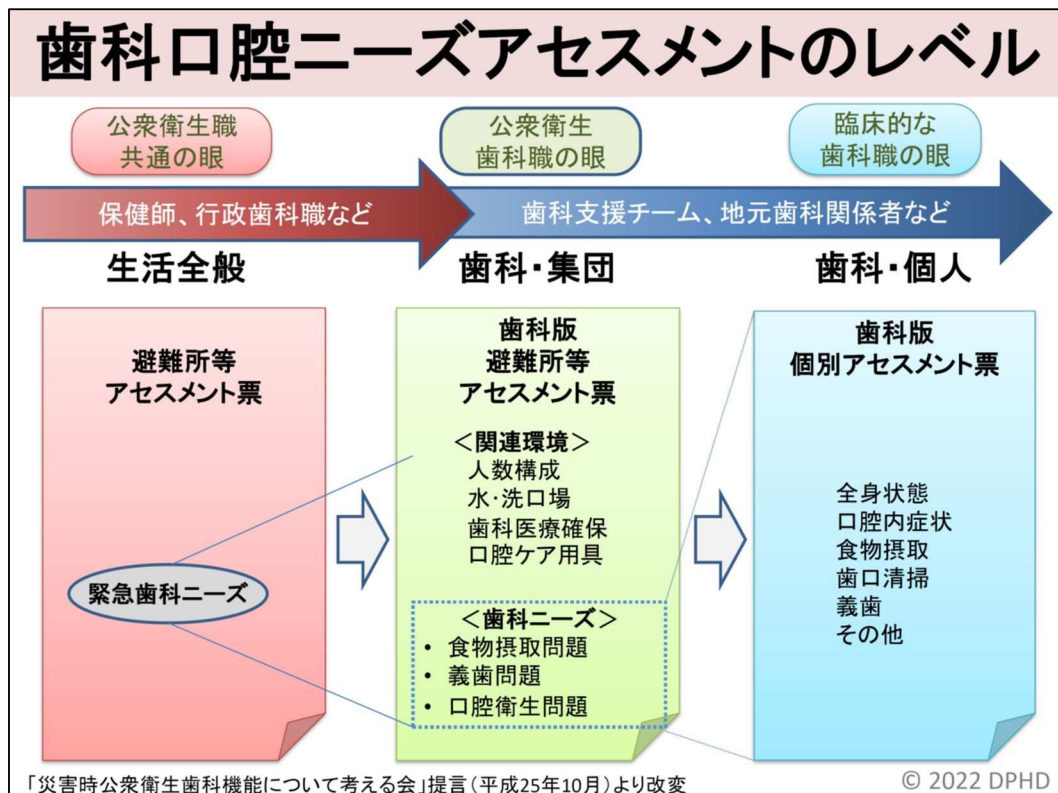 歯科口腔ニーズアセスメントのレベル
公衆衛生職
共通の眼
公衆衛生
歯科職の眼
臨床的な
歯科職の眼
保健師、行政歯科職など
歯科支援チーム、地元歯科関係者など
生活全般
歯科・集団
歯科・個人
避難所等
アセスメント票
緊急歯科ニーズ
歯科版
避難所等
アセスメント票
＜関連環境＞
人数構成
水・洗口場
歯科医療確保
口腔ケア用具
＜歯科ニーズ＞
• 食物摂取問題
• 義歯問題
• 口腔衛生問題
歯科版
個別アセスメント票
全身状態
口腔内症状
食物摂取
歯口清掃
義歯
その他
「災害時公衆衛生歯科機能について考える会」提言（平成25年10月）より改変
© 2022 DPHD